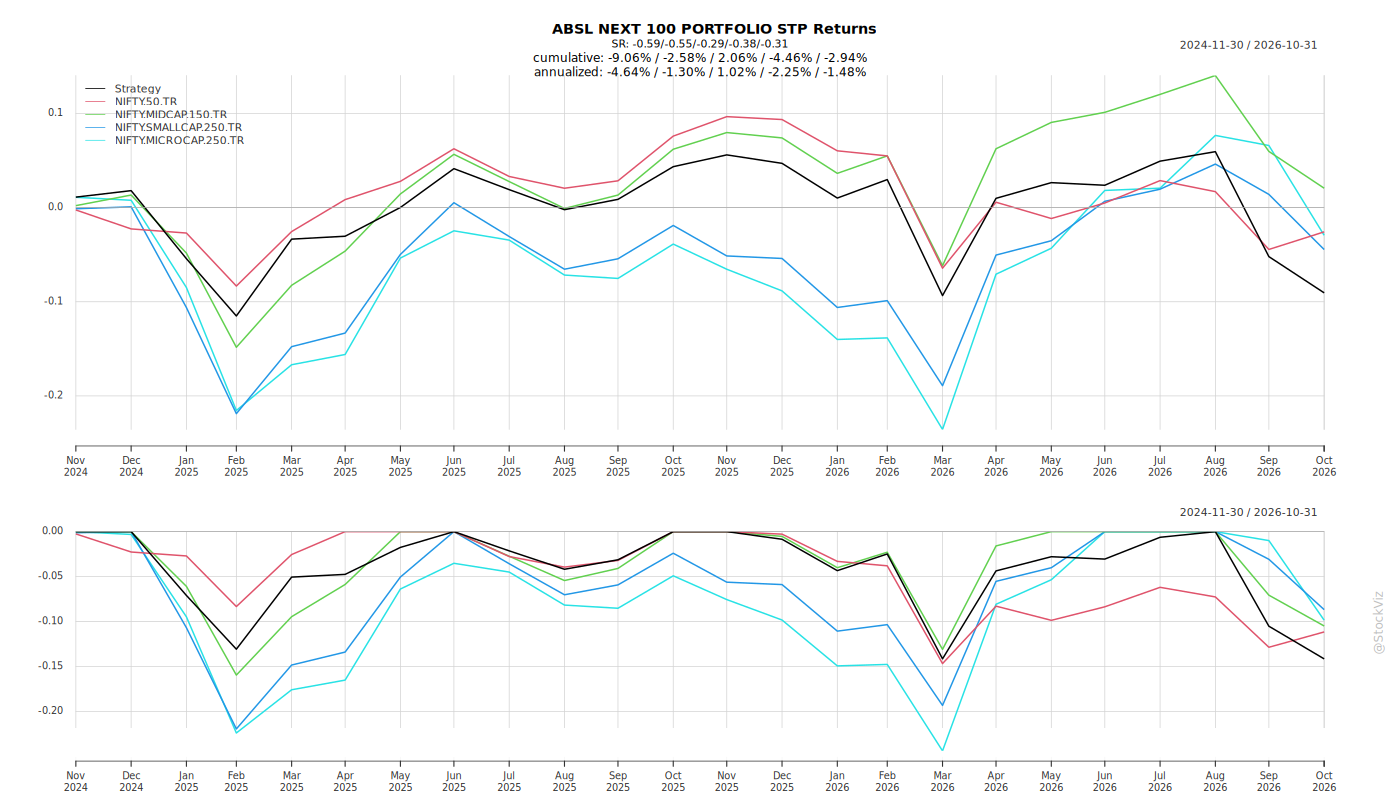 ABSL NEXT 100 PORTFOLIO STP Returns
SR: -0.59/-0.55/-0.29/-0.38/-0.31
cumulative: -9.06% / -2.58% / 2.06% / -4.46% / -2.94%
annualized: -4.64% / -1.30% / 1.02% / -2.25% / -1.48%
2024-11-30 / 2026-10-31
Strategy
NIFTY.50.TR
NIFTY.MIDCAP.150.TR
NIFTY.SMALLCAP.250.TR
NIFTY.MICROCAP.250.TR
0.1
0.0
-0.1
-0.2
Nov Dec Jan Feb Mar Apr May Jun Jul Aug Sep Oct Nov Dec Jan Feb Mar Apr May Jun Jul Aug Sep Oct
2024 2024 2025 2025 2025 2025 2025 2025 2025 2025 2025 2025 2025 2025 2026 2026 2026 2026 2026 2026 2026 2026 2026 2026
2024-11-30 / 2026-10-31
0.00
-0.05
-0.10
-0.15
-0.20
Nov Dec Jan Feb Mar Apr May Jun Jul Aug Sep Oct Nov Dec Jan Feb Mar Apr May Jun Jul Aug Sep Oct
2024 2024 2025 2025 2025 2025 2025 2025 2025 2025 2025 2025 2025 2025 2026 2026 2026 2026 2026 2026 2026 2026 2026 2026
@StockViz